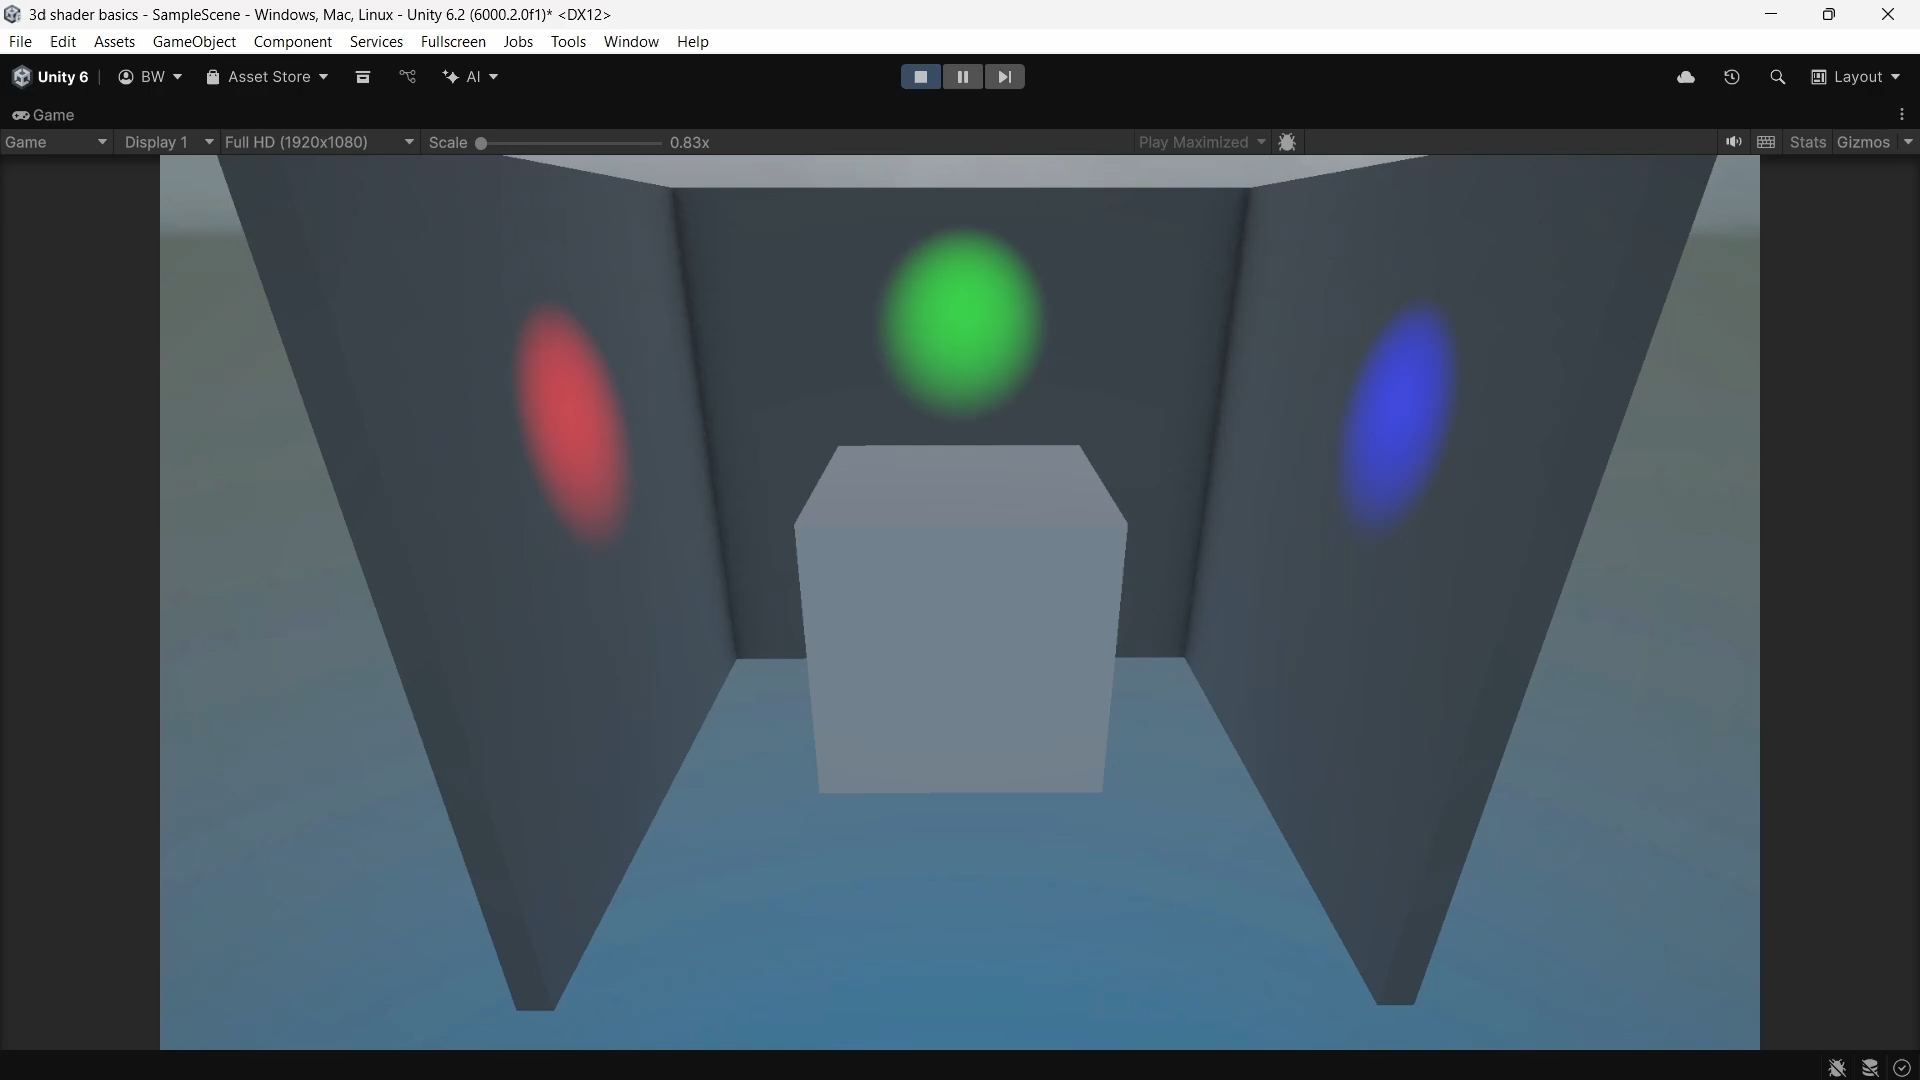 3d shader basics - SampleScene - Windows, Mac, Linux - Unity 6.2 (6000.2.0f1)* <DX12>
File Edit Assets GameObject Component Services Fullscreen Jobs Tools Window Help
Unity 6 BW Asset Store AI Layout
Game
Game Display 1 Full HD (1920x1080) Scale 0.83x Play Maximized Stats Gizmos